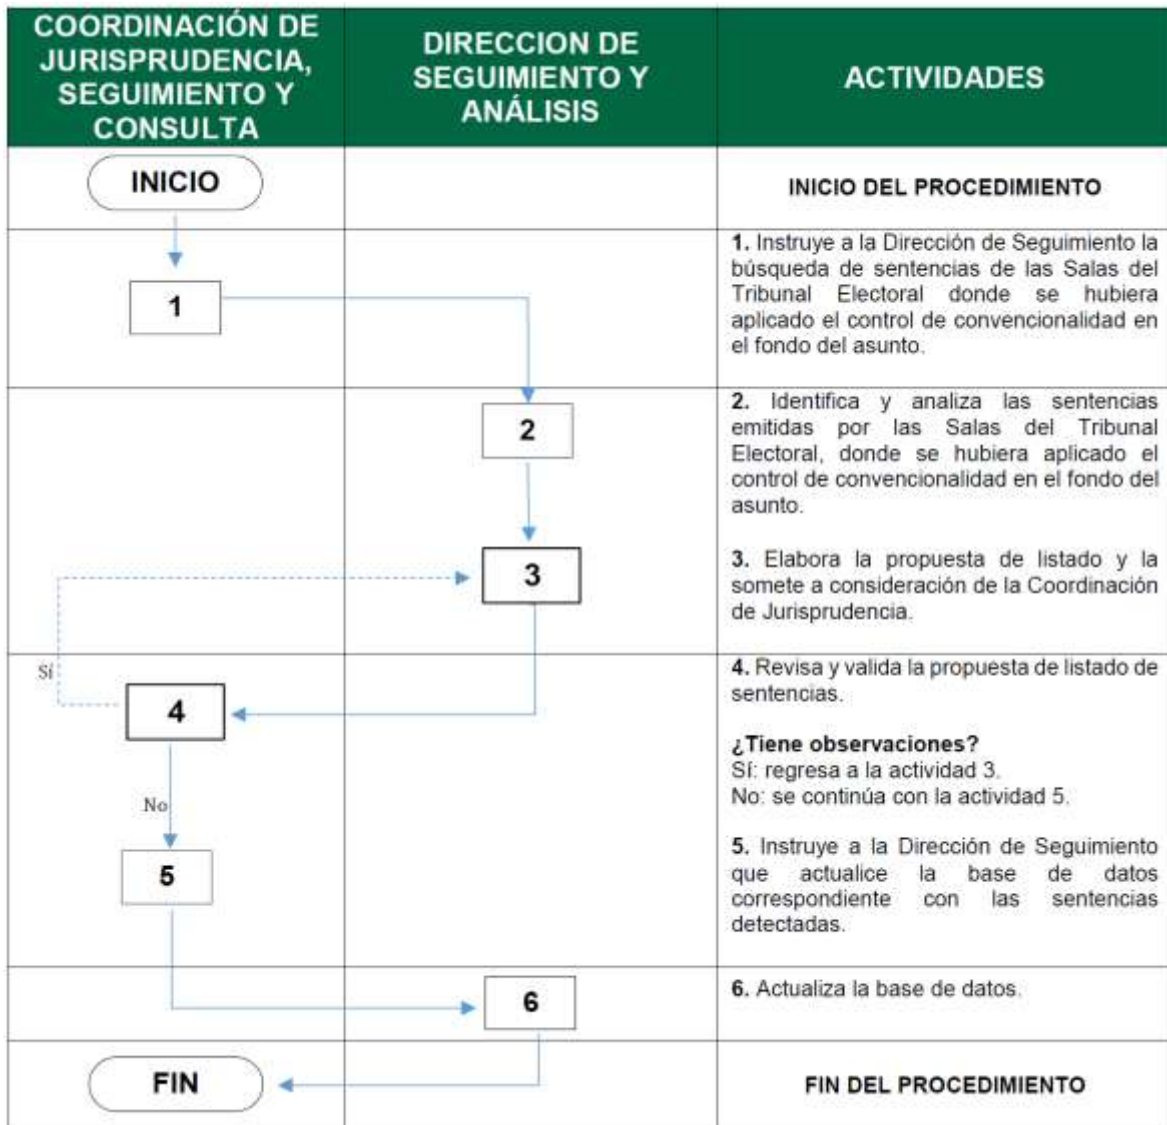 COORDINACIÓN DE
JURISPRUDENCIA,
SEGUIMIENTO Y
CONSULTA
DIRECCION DE
SEGUIMIENTO Y
ANÁLISIS
ACTIVIDADES
INICIO
INICIO DEL PROCEDIMIENTO
1
1. Instruye a la Dirección de Seguimiento la
búsqueda de sentencias de las Salas del
Tribunal Electoral donde se hubiera
aplicado el control de convencionalidad en
el fondo del asunto.
2
2. Identifica y analiza las sentencias
emitidas por las Salas del Tribunal
Electoral, donde se hubiera aplicado el
control de convencionalidad en el fondo del
asunto.
3
3. Elabora la propuesta de listado y la
somete a consideración de la Coordinación
de Jurisprudencia.
Sí
4
4. Revisa y valida la propuesta de listado de
sentencias.
¿Tiene observaciones?
Sí: regresa a la actividad 3.
No: se continúa con la actividad 5.
No
5
5. Instruye a la Dirección de Seguimiento
que actualice la base de datos
correspondiente con las sentencias
detectadas.
6
6. Actualiza la base de datos.
FIN
FIN DEL PROCEDIMIENTO